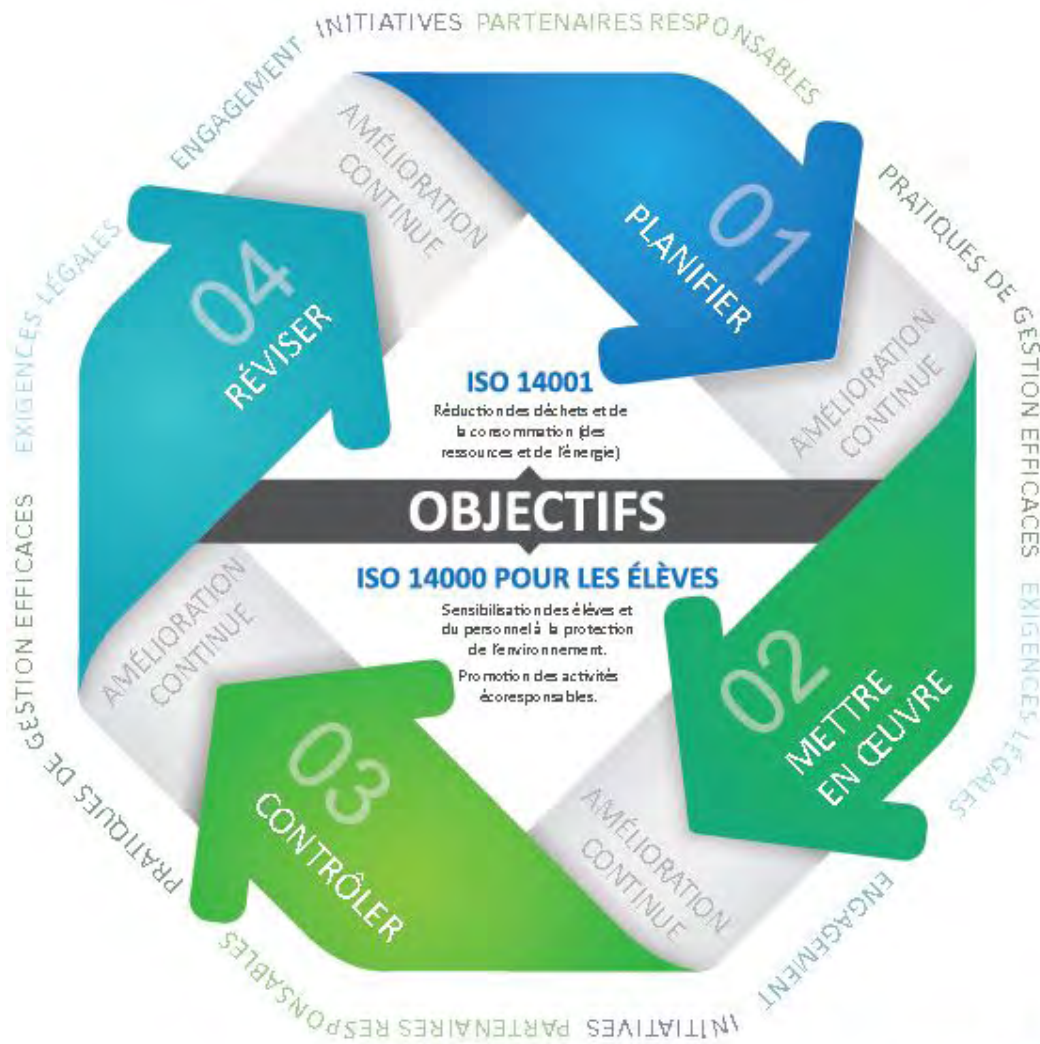 INITIATIVES PARTENAIRES RESPONSABLES
PRATIQUES DE GESTION EFFICACES
EXIGENCES LÉGALES
ENGAGEMENT
INITIATIVES PARTENAIRES RESPONSABLES
PRATIQUES DE GESTION EFFICACES
EXIGENCES LÉGALES
ENGAGEMENT
01
PLANIFIER
AMÉLIORATION
CONTINUE
02
METTRE
EN ŒUVRE
AMÉLIORATION
CONTINUE
03
CONTRÔLER
AMÉLIORATION
CONTINUE
04
RÉVISER
AMÉLIORATION
CONTINUE
ISO 14001
Réduction des déchets et de
la consommation (des
ressources et de l'énergie)
OBJECTIFS
ISO 14000 POUR LES ÉLÈVES
Sensibilisation des élèves et
du personnel à la protection
de l'environnement.
Promotion des activités
écoresponsables.